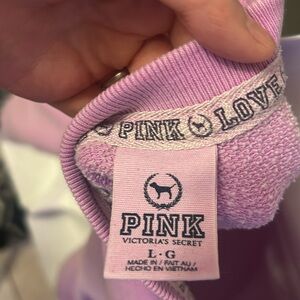 PINK LOVE
PINK
VICTORIA'S SECRET
L · G
MADE IN / FAIT AU /
HECHO EN VIETNAM